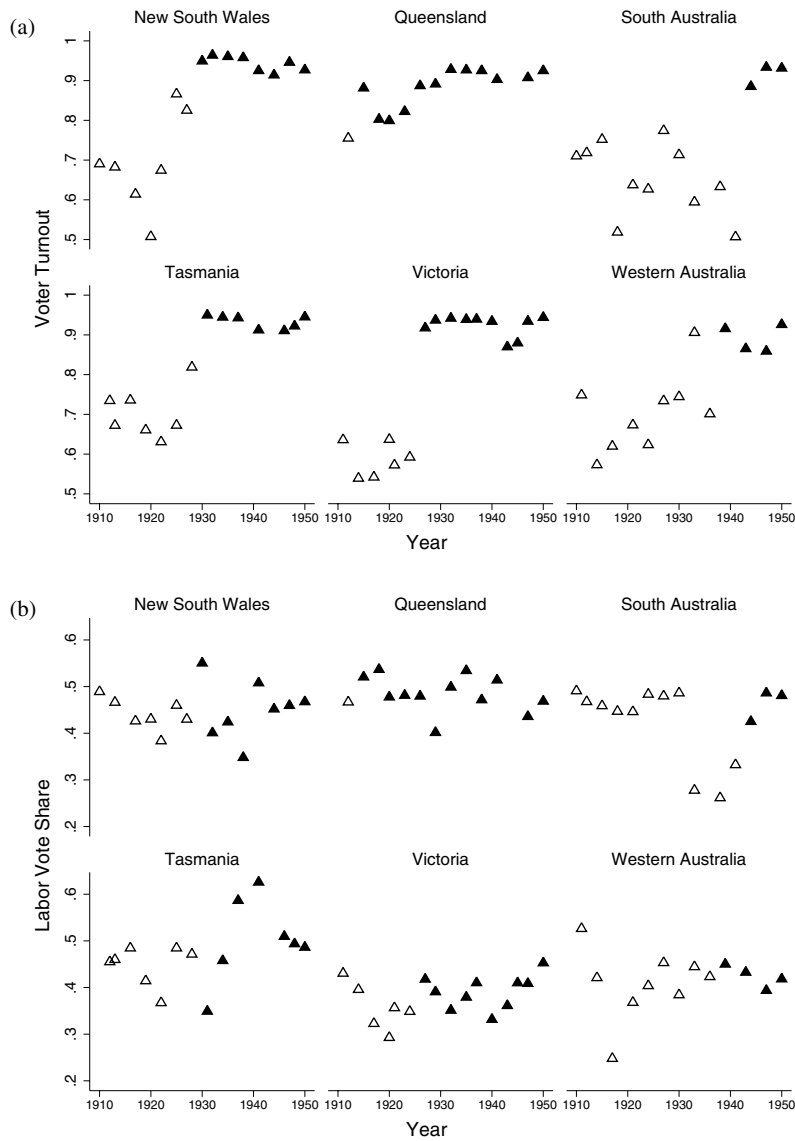 (a)
New South Wales Queensland South Australia
1
.9
.8
.7
.6
.5
Voter Turnout
Tasmania Victoria Western Australia
1
.9
.8
.7
.6
.5
1910 1920 1930 1940 1950 1910 1920 1930 1940 1950 1910 1920 1930 1940 1950
Year
(b)
New South Wales Queensland South Australia
.6
.5
.4
.3
.2
Labor Vote Share
Tasmania Victoria Western Australia
.6
.5
.4
.3
.2
1910 1920 1930 1940 1950 1910 1920 1930 1940 1950 1910 1920 1930 1940 1950
Year